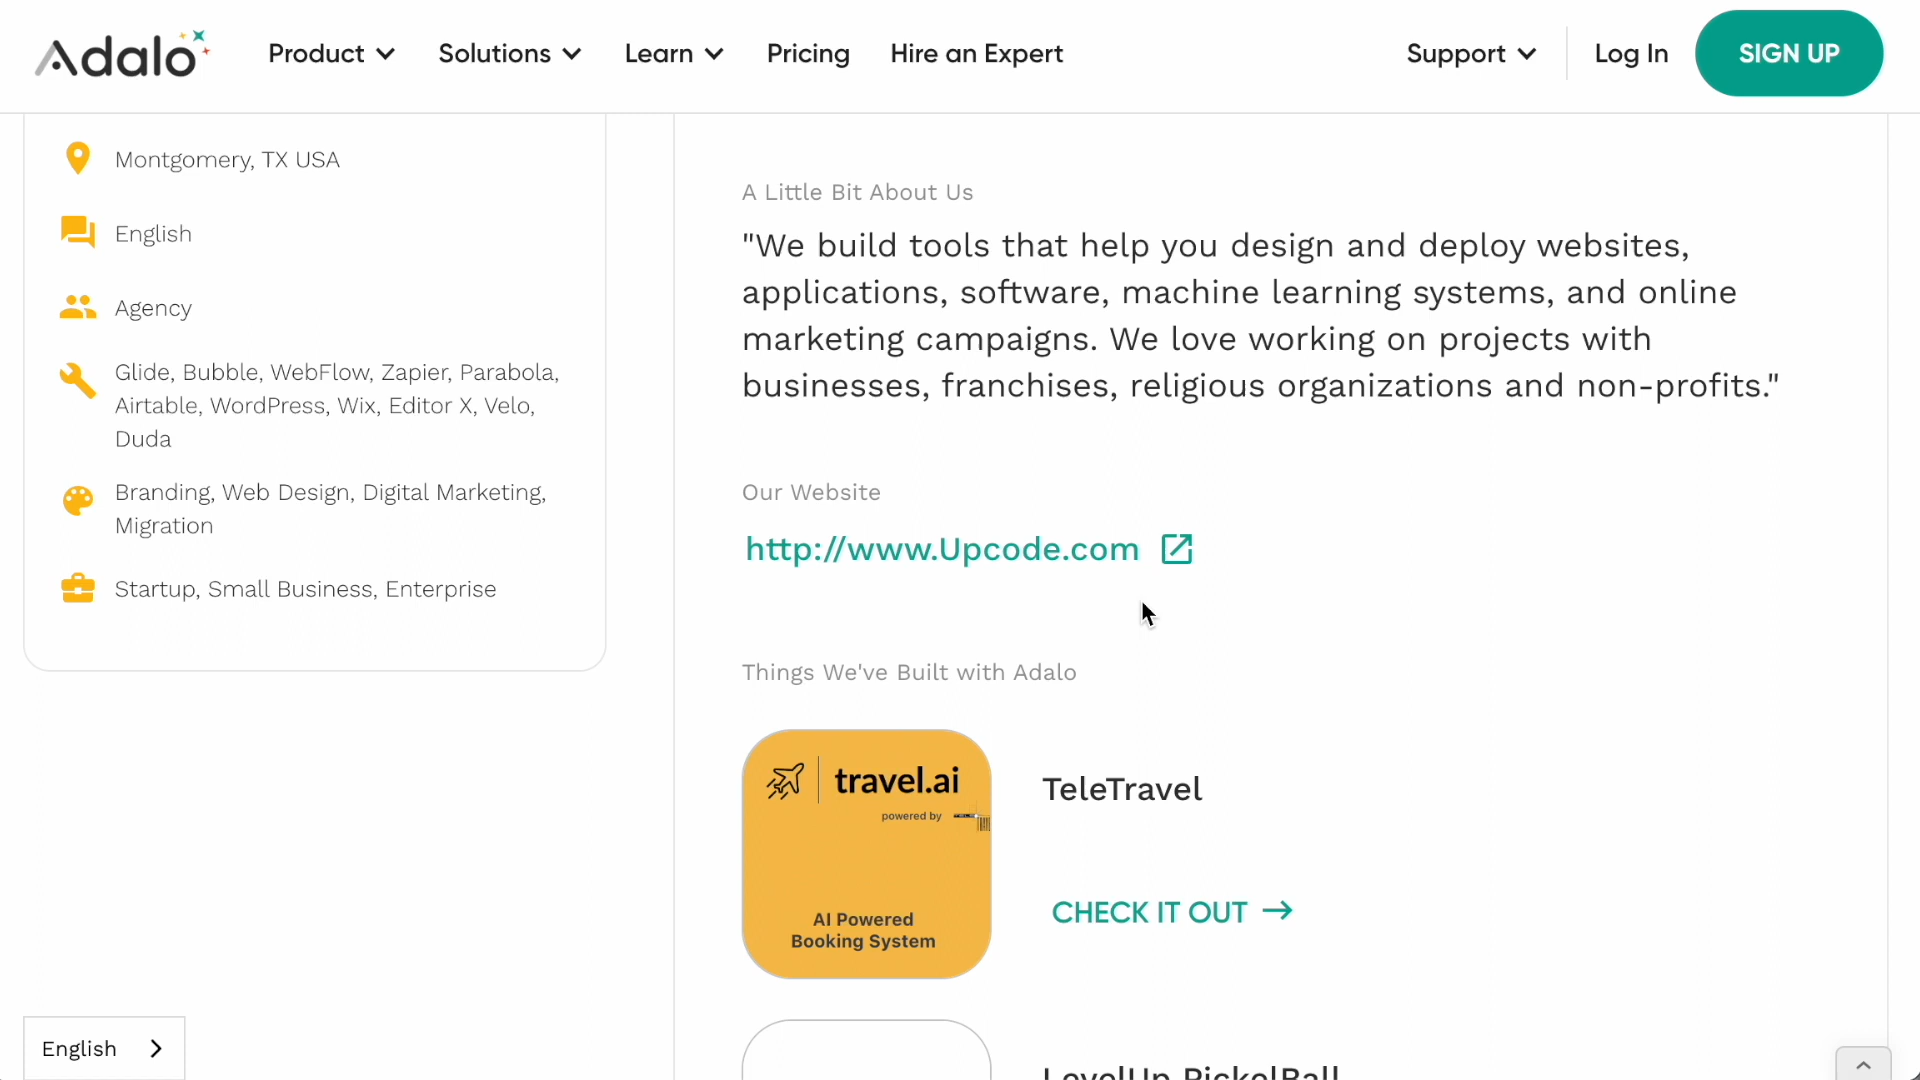 Adalo
Product
Solutions
Learn
Pricing
Hire an Expert
Support
Log In
SIGN UP
Montgomery, TX USA
English
Agency
Glide, Bubble, WebFlow, Zapier, Parabola,
Airtable, WordPress, Wix, Editor X, Velo,
Duda
Branding, Web Design, Digital Marketing,
Migration
Startup, Small Business, Enterprise
A Little Bit About Us
"We build tools that help you design and deploy websites,
applications, software, machine learning systems, and online
marketing campaigns. We love working on projects with
businesses, franchises, religious organizations and non-profits."
Our Website
http://www.Upcode.com
Things We've Built with Adalo
travel.ai
powered by
AI Powered
Booking System
TeleTravel
CHECK IT OUT
LevelUp PickelBall
English